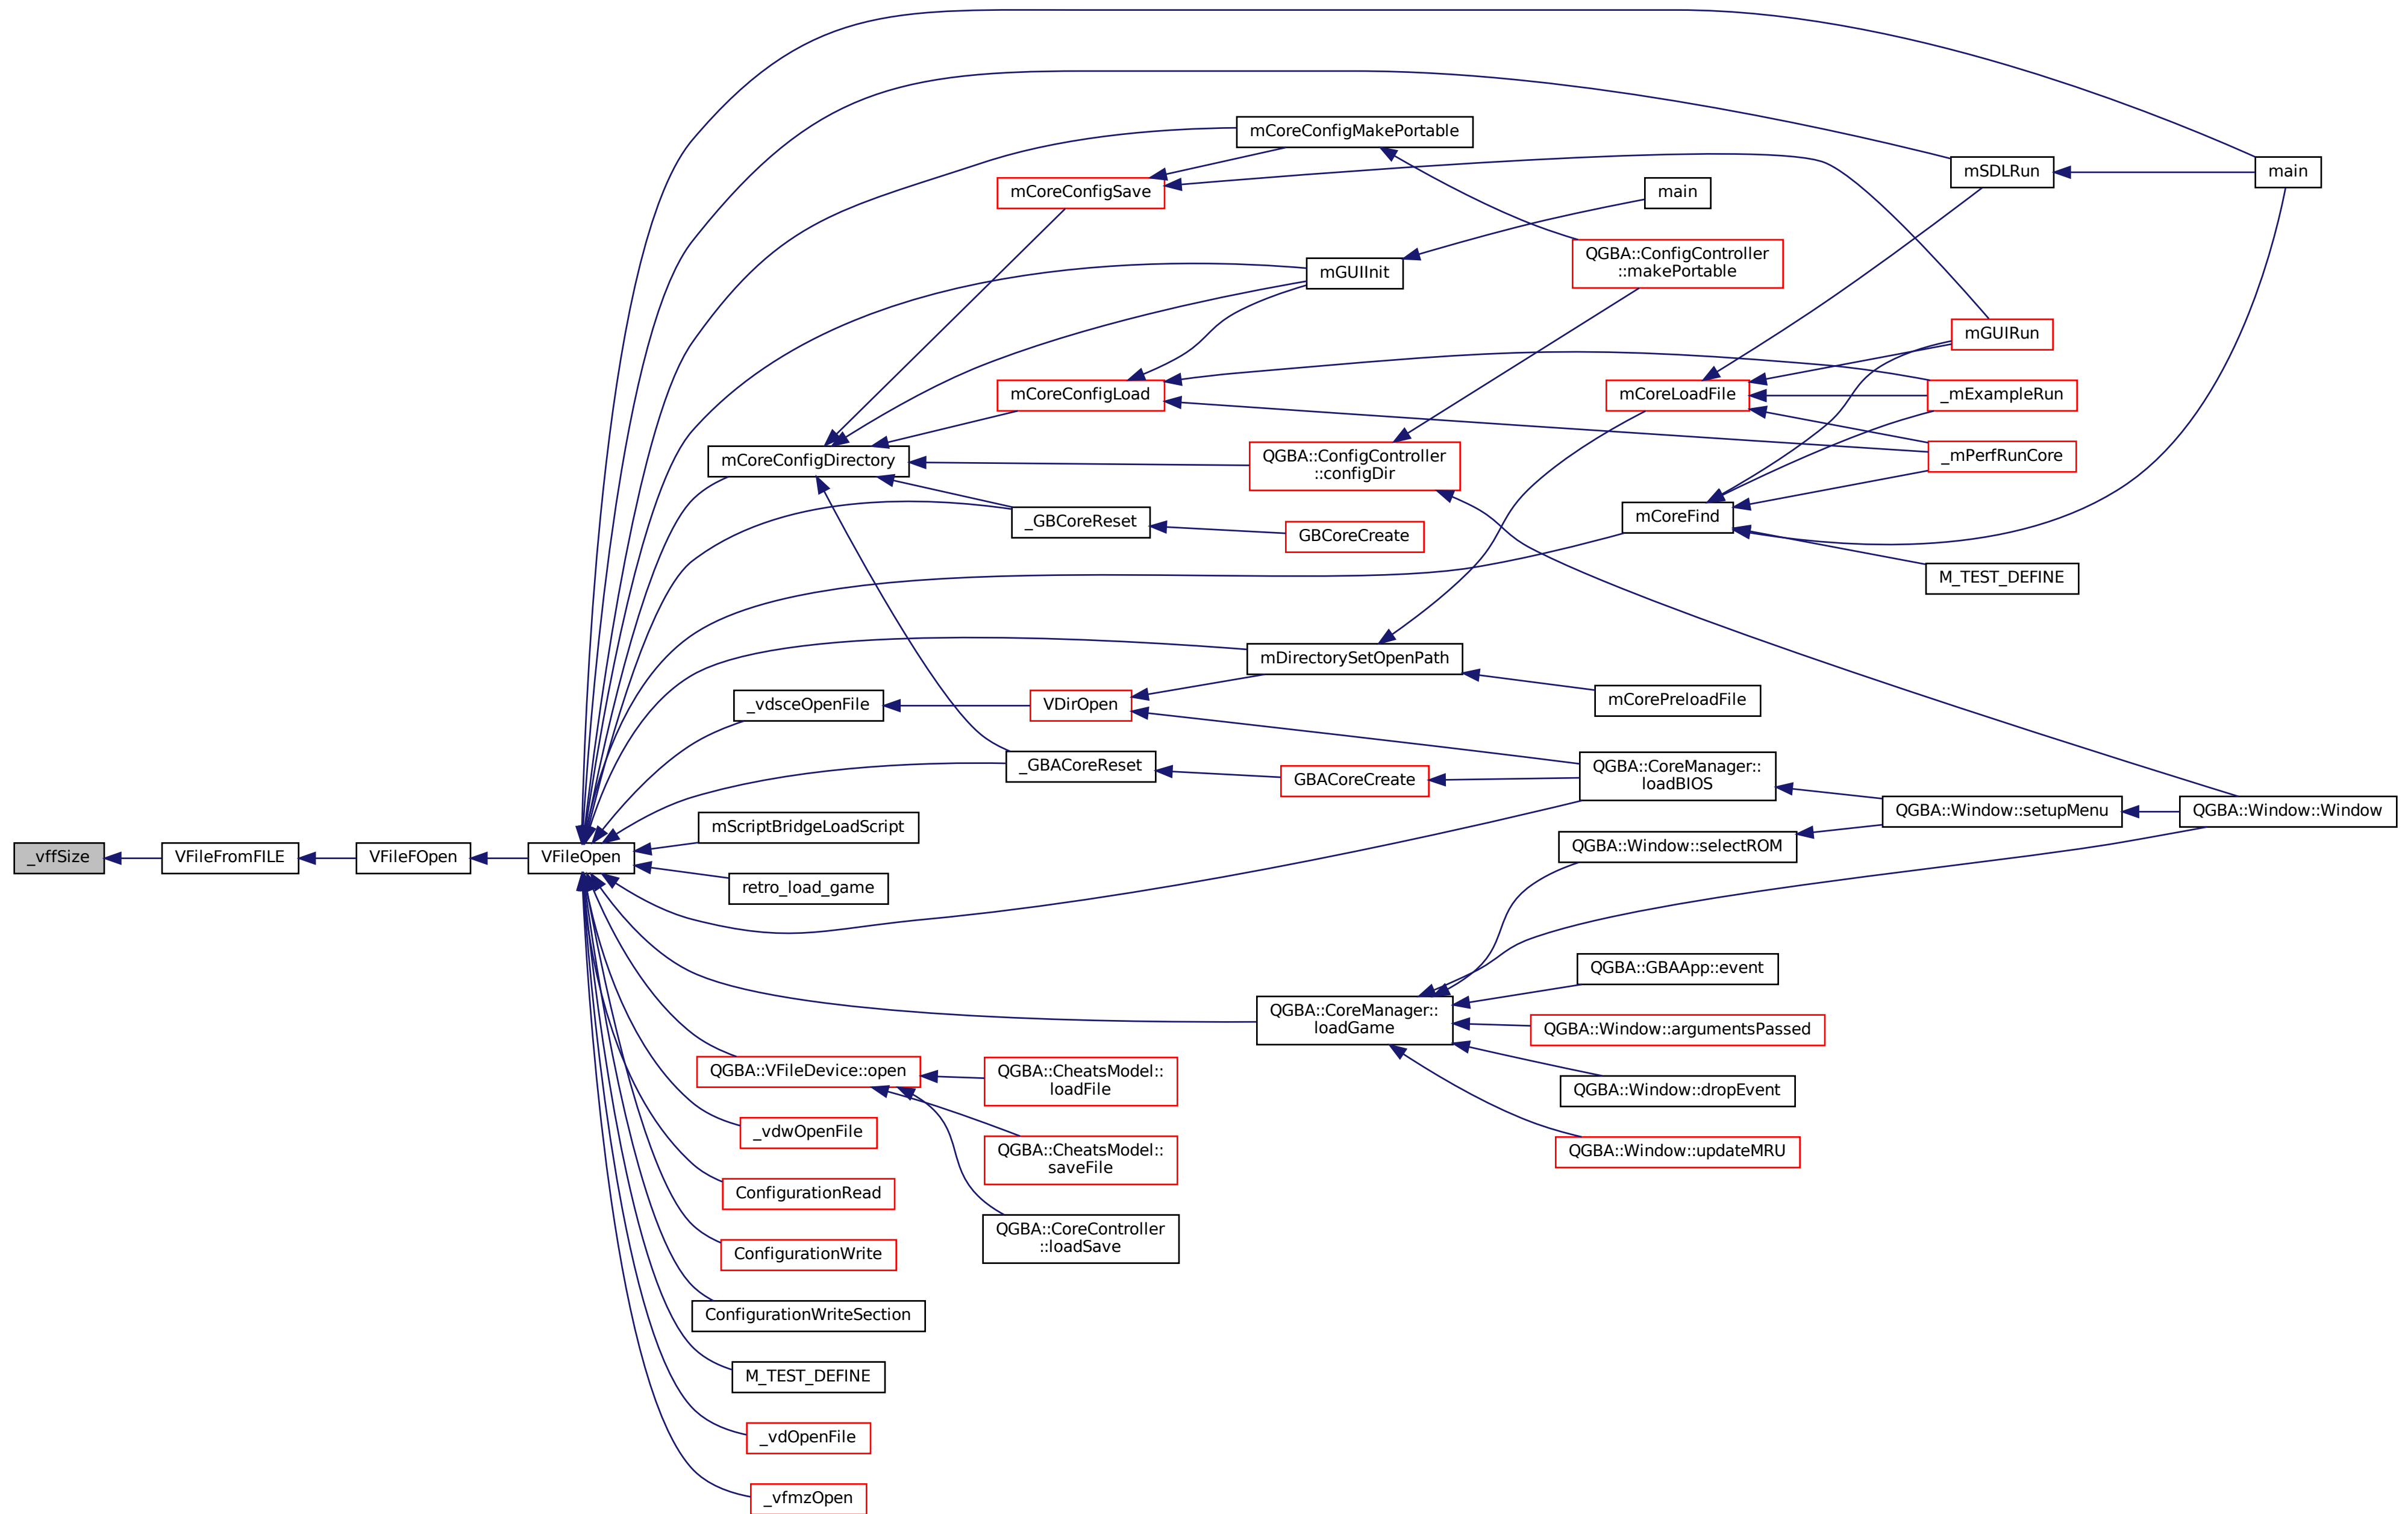 mCoreConfigMakePortable
mSDLRun
main
mCoreConfigSave
main
QGBA::ConfigController
::makePortable
mGUIInit
mGUIRun
mCoreConfigLoad
mCoreLoadFile
_mExampleRun
mCoreConfigDirectory
QGBA::ConfigController
::configDir
_mPerfRunCore
_GBCoreReset
GBCoreCreate
mCoreFind
M_TEST_DEFINE
mDirectorySetOpenPath
_vdsceOpenFile
VDirOpen
mCorePreloadFile
_GBACoreReset
GBACoreCreate
QGBA::CoreManager::
loadBIOS
QGBA::Window::setupMenu
QGBA::Window::Window
mScriptBridgeLoadScript
QGBA::Window::selectROM
_vffSize
VFileFromFILE
VFileFOpen
VFileOpen
retro_load_game
QGBA::GBAApp::event
QGBA::CoreManager::
loadGame
QGBA::Window::argumentsPassed
QGBA::VFileDevice::open
QGBA::CheatsModel::
loadFile
QGBA::Window::dropEvent
_vdwOpenFile
QGBA::CheatsModel::
saveFile
QGBA::Window::updateMRU
ConfigurationRead
QGBA::CoreController
::loadSave
ConfigurationWrite
ConfigurationWriteSection
M_TEST_DEFINE
_vdOpenFile
_vfmzOpen